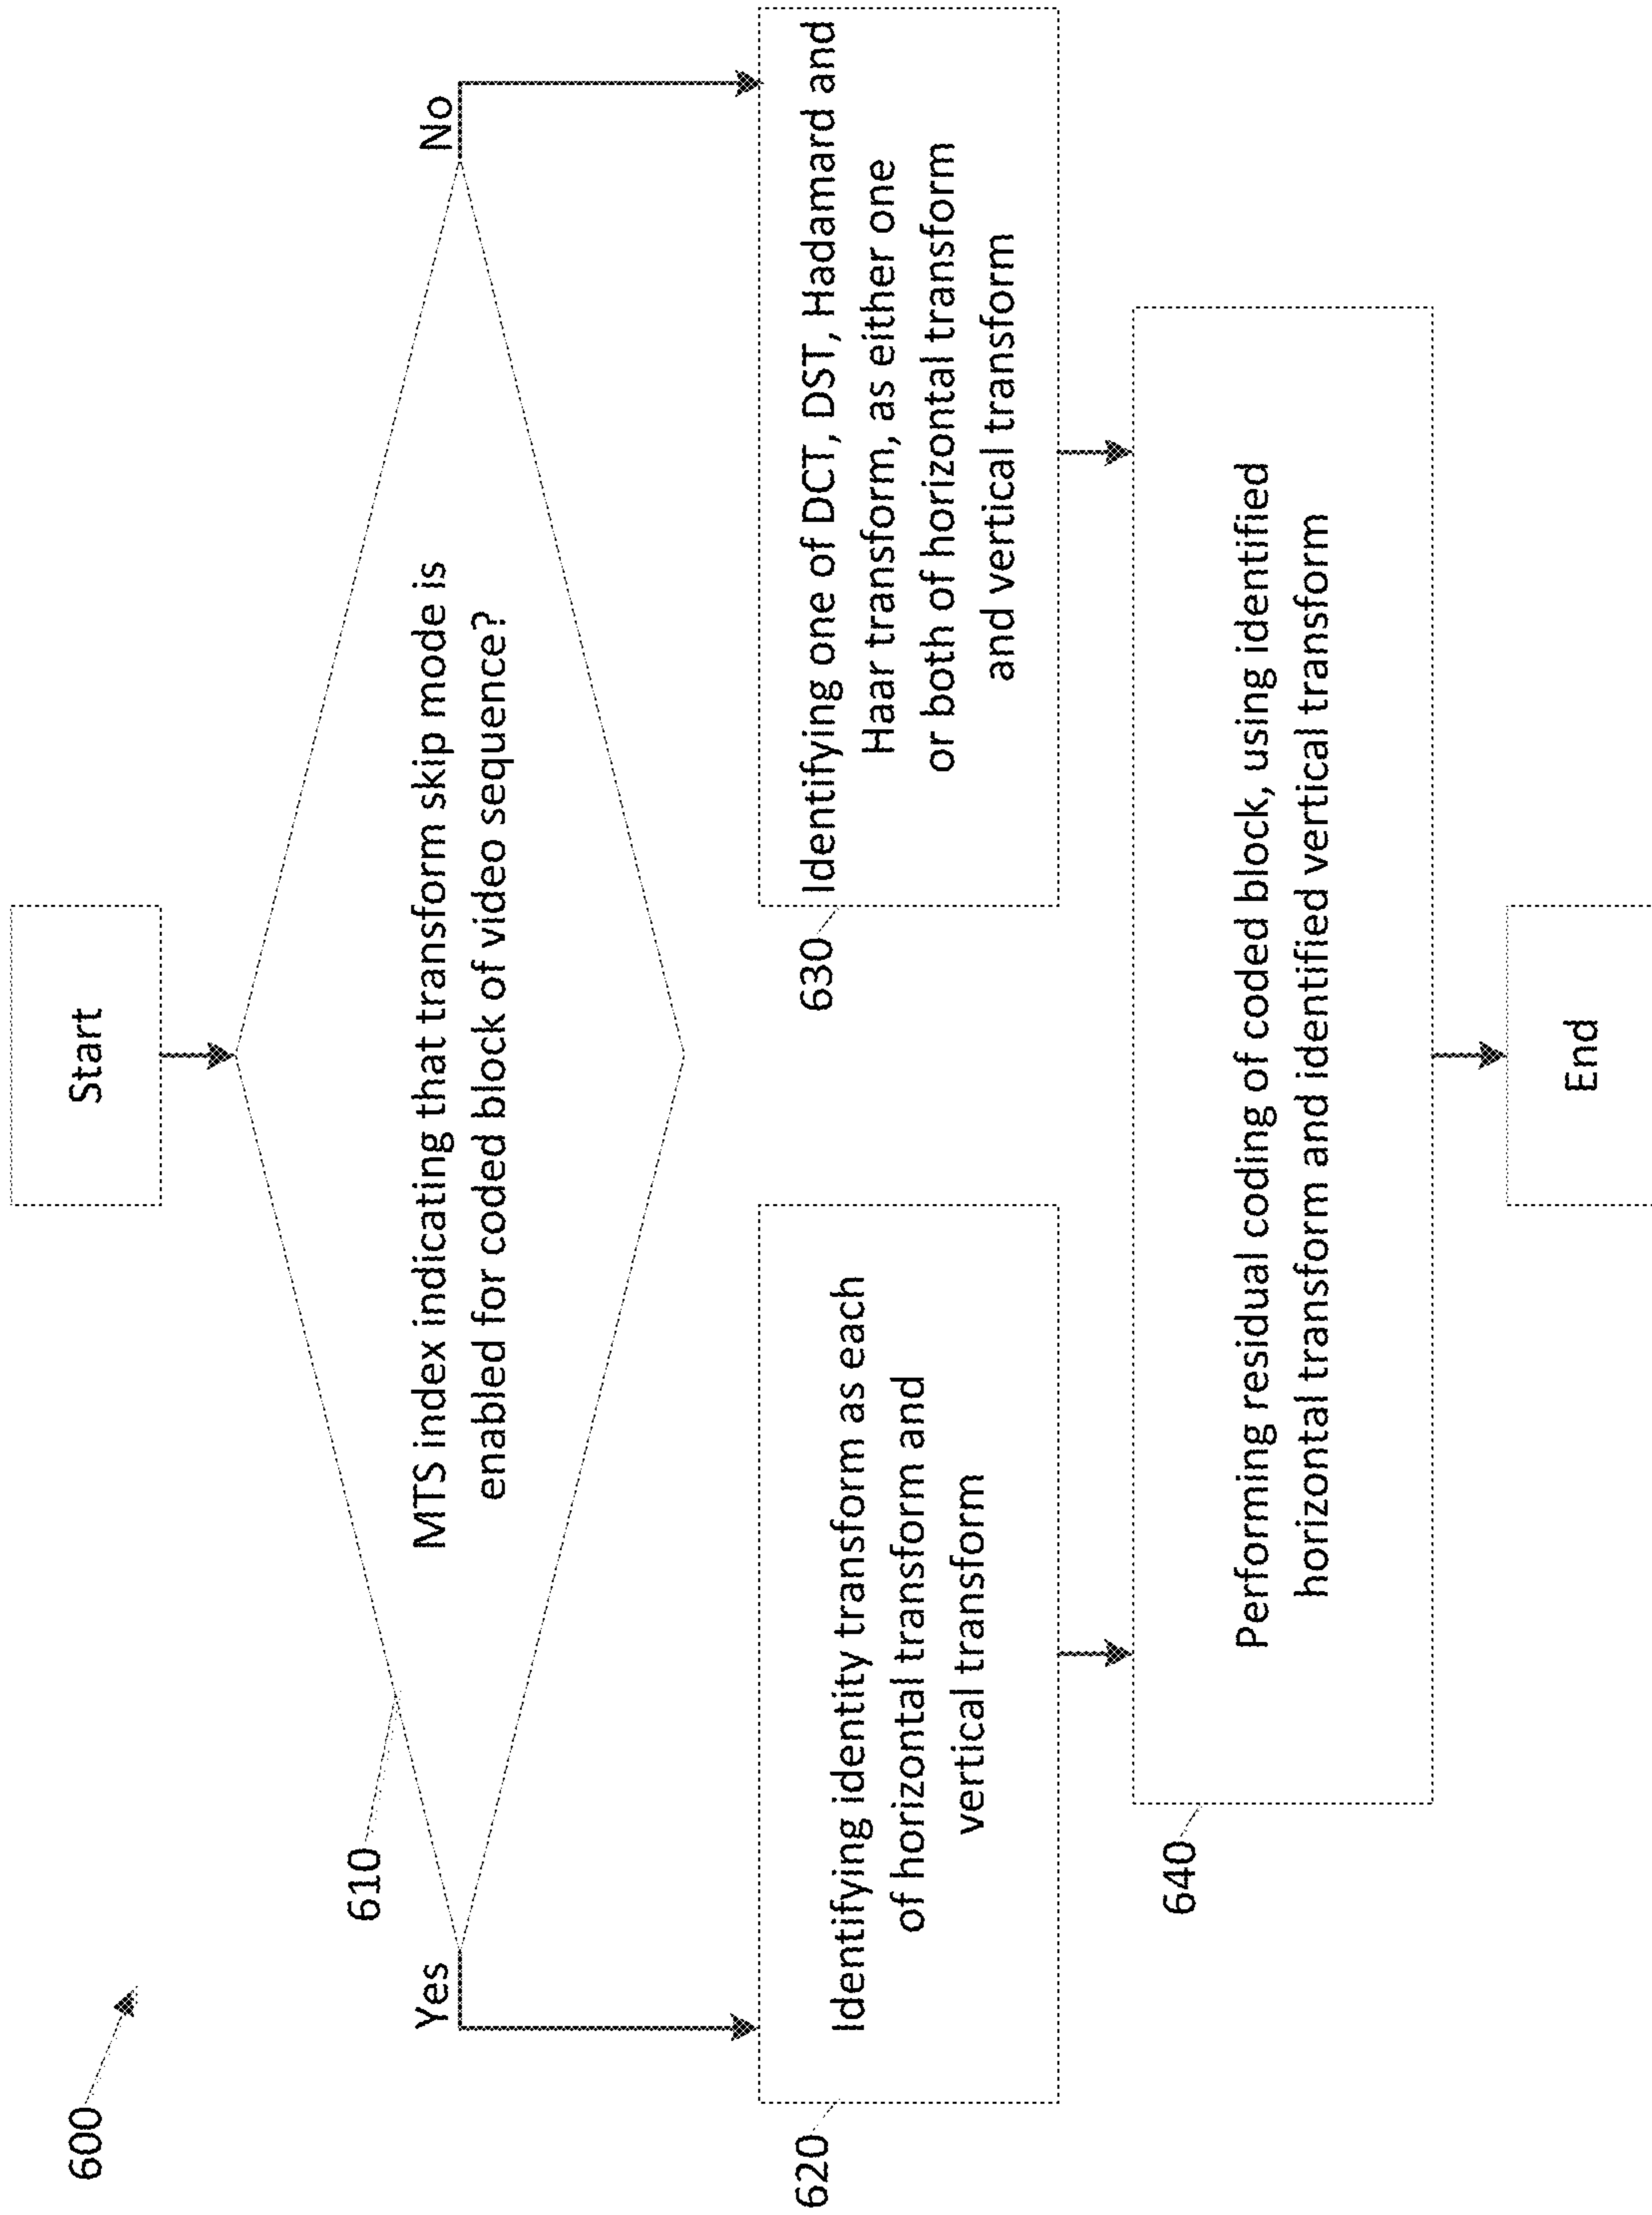 600
Start
610
MTS index indicating that transform skip mode is
enabled for coded block of video sequence?
Yes
No
620
Identifying identity transform as each
of horizontal transform and
vertical transform
630
Identifying one of DCT, DST, Hadamard and
Haar transform, as either one
or both of horizontal transform
and vertical transform
640
Performing residual coding of coded block, using identified
horizontal transform and identified vertical transform
End